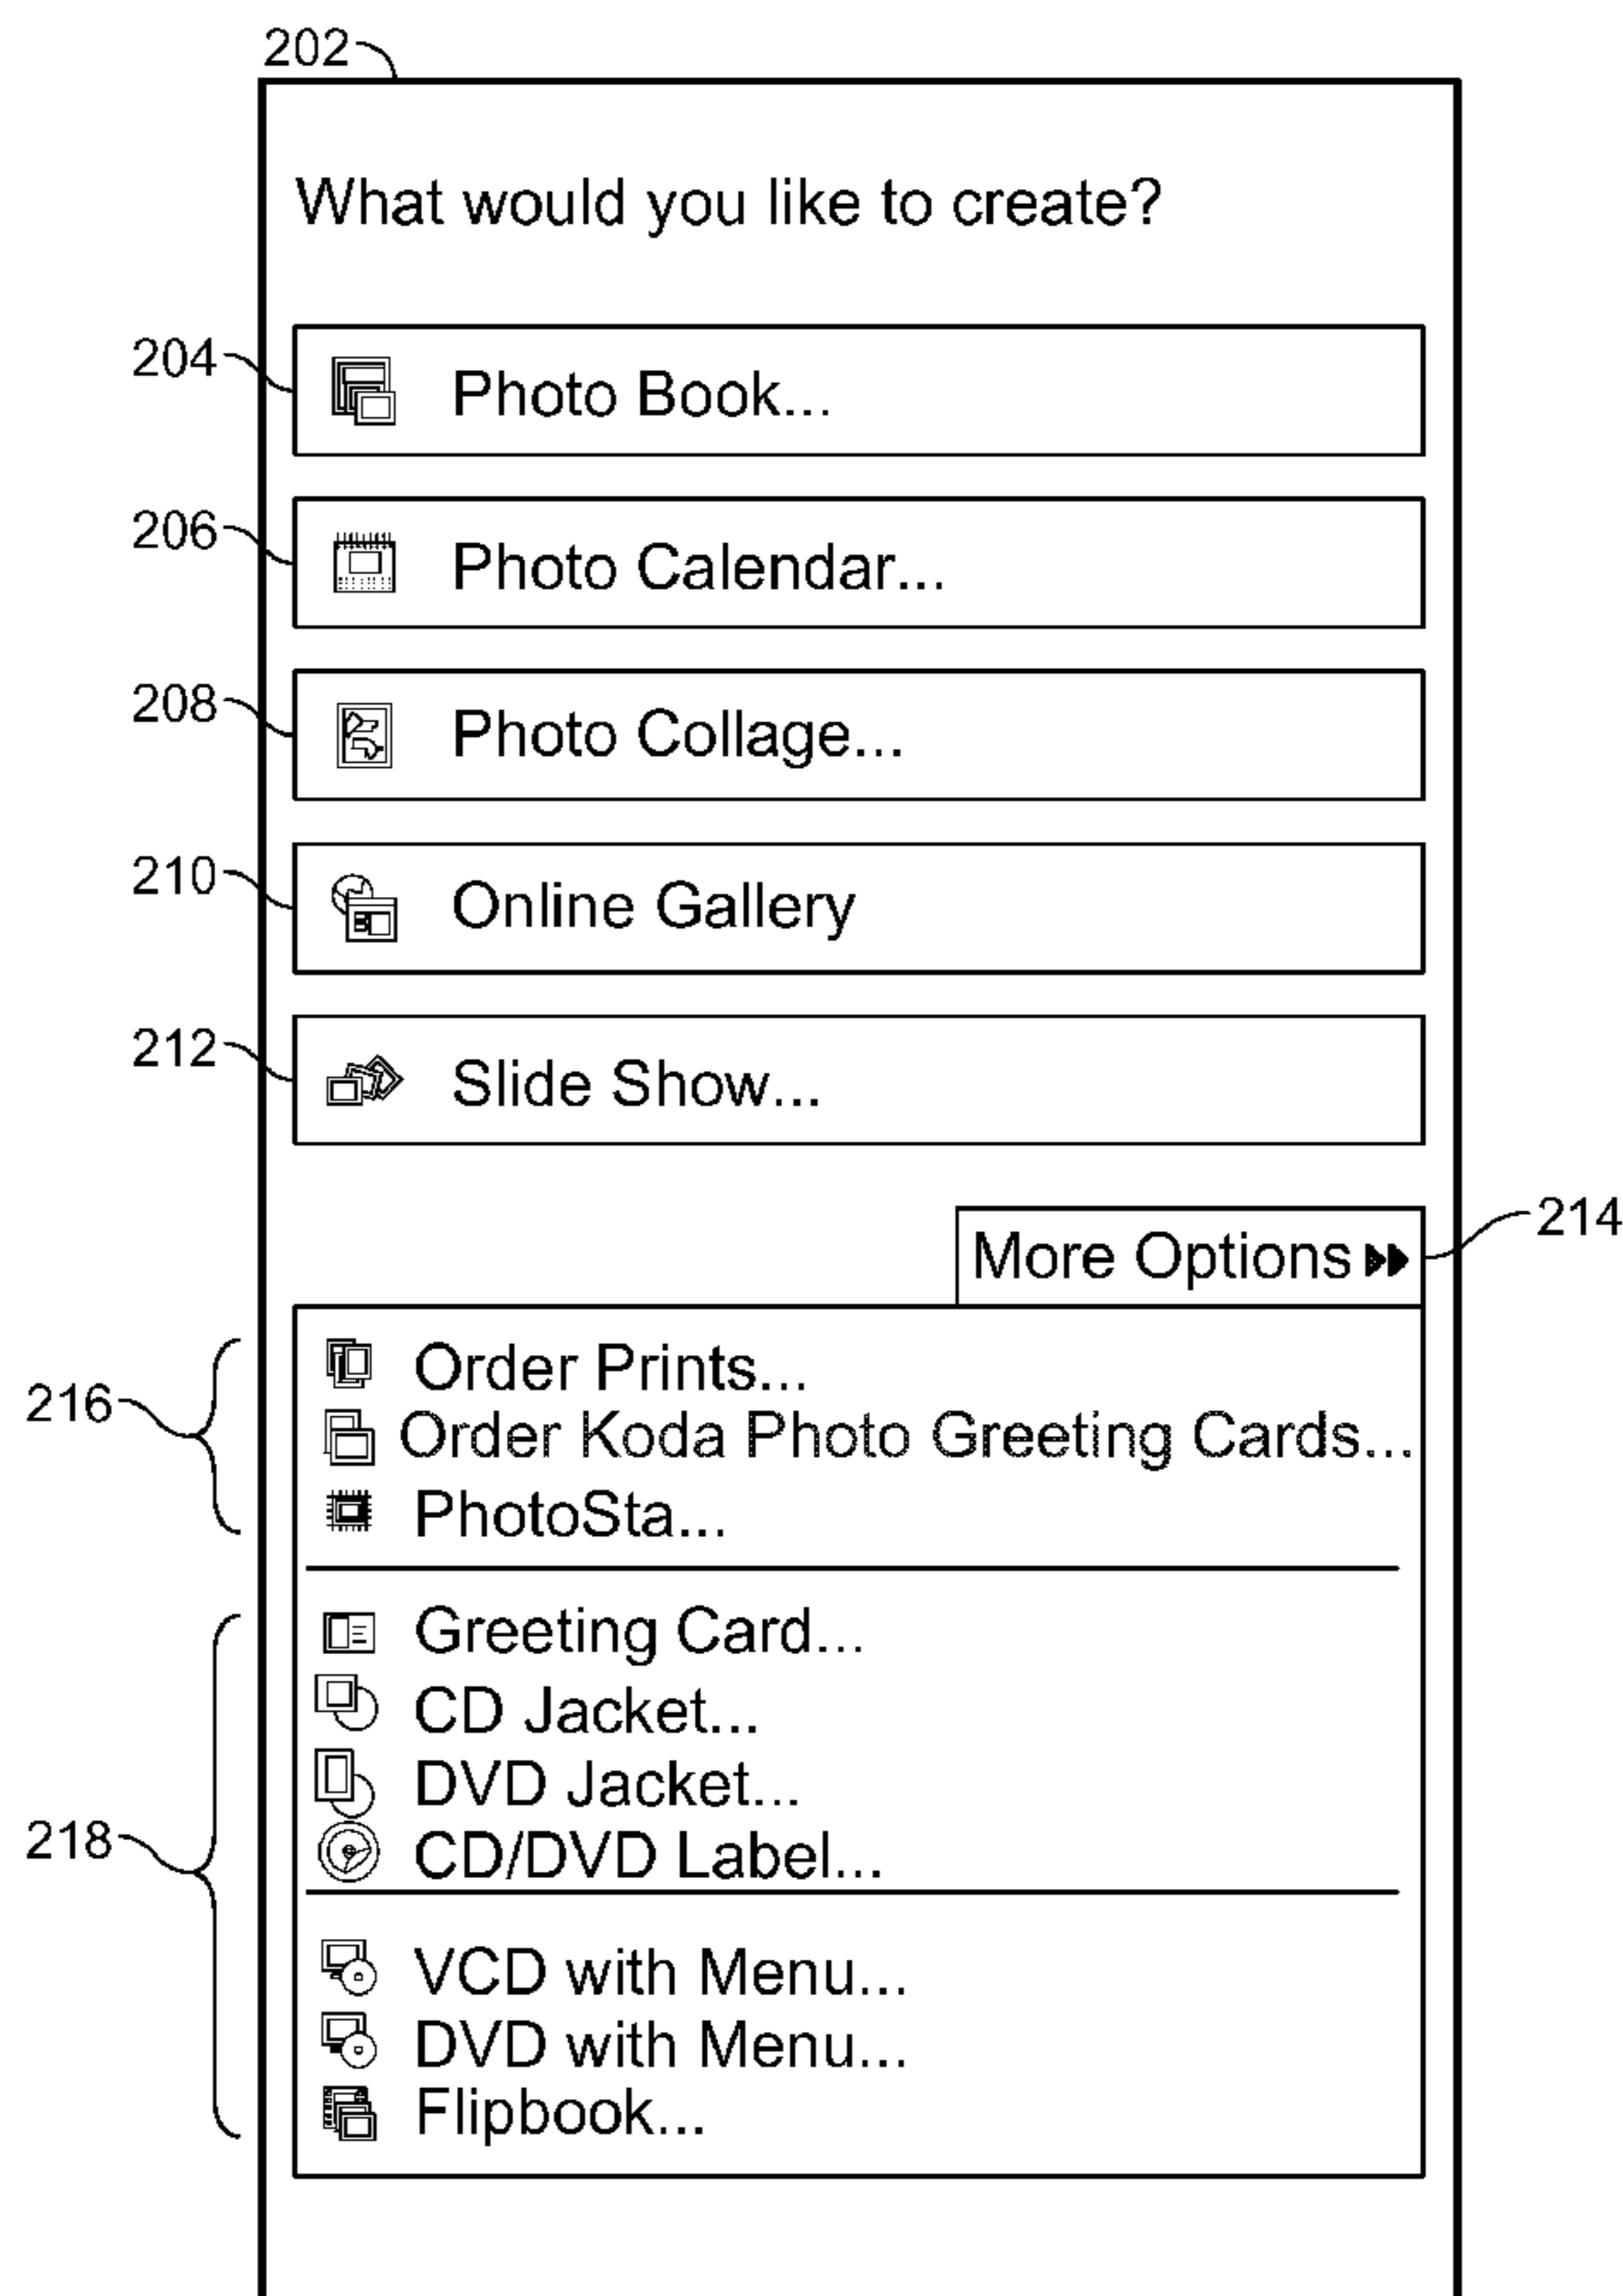 202
What would you like to create?
204 Photo Book...
206 Photo Calendar...
208 Photo Collage...
210 Online Gallery
212 Slide Show...
More Options 214
Order Prints...
216 Order Koda Photo Greeting Cards...
PhotoSta...
Greeting Card...
CD Jacket...
DVD Jacket...
218 CD/DVD Label...
VCD with Menu...
DVD with Menu...
Flipbook...